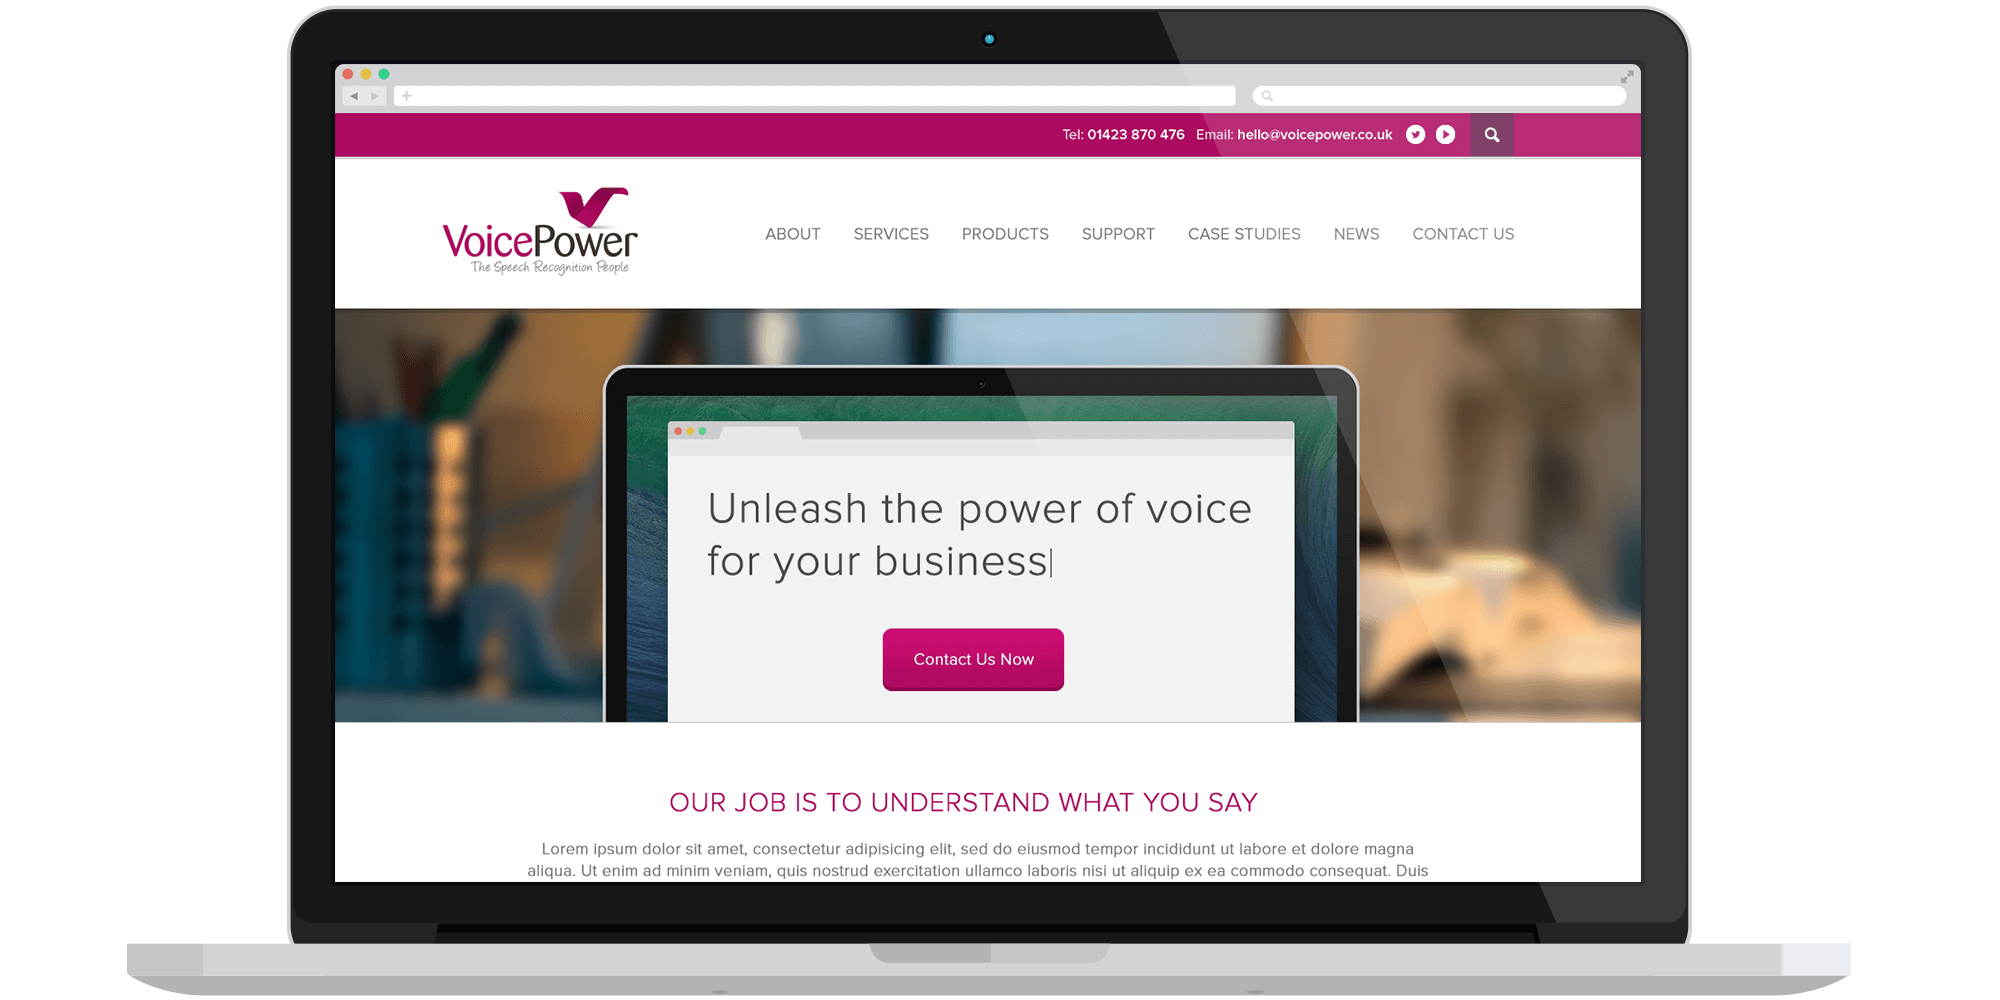 Tel: 01423 870 476 Email: hello@voicepower.co.uk
VoicePower
The Speech Recognition People
ABOUT SERVICES PRODUCTS SUPPORT CASE STUDIES NEWS CONTACT US
Unleash the power of voice
for your business
Contact Us Now
OUR JOB IS TO UNDERSTAND WHAT YOU SAY
Lorem ipsum dolor sit amet, consectetur adipisicing elit, sed do eiusmod tempor incididunt ut labore et dolore magna
aliqua. Ut enim ad minim veniam, quis nostrud exercitation ullamco laboris nisi ut aliquip ex ea commodo consequat. Duis